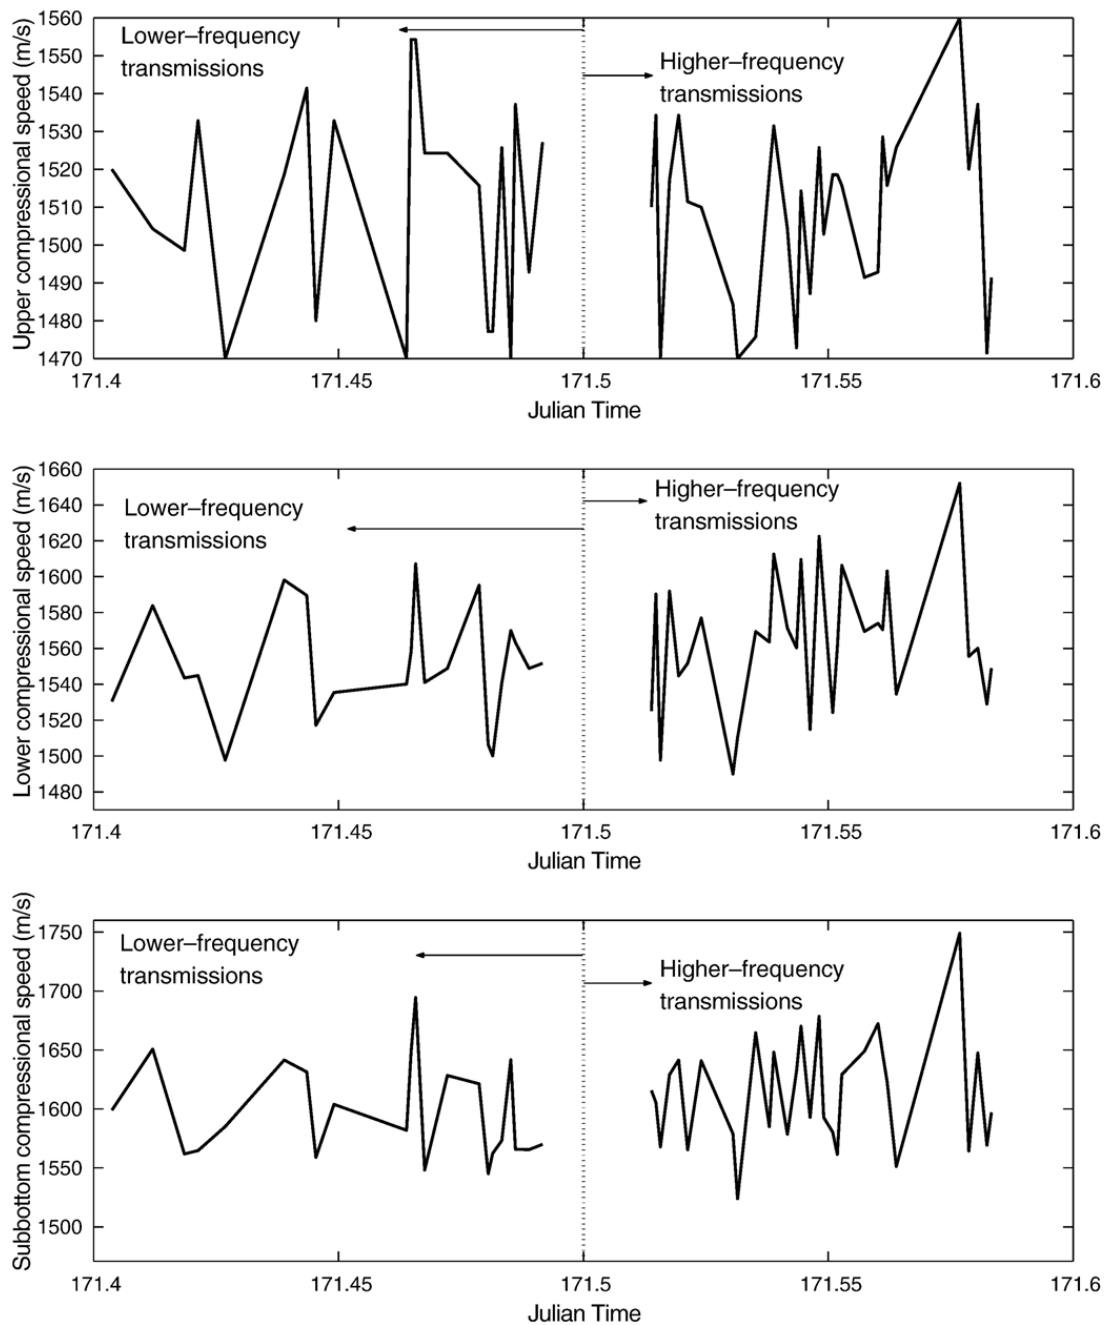 Upper compressional speed (m/s)
1560
1550
1540
1530
1520
1510
1500
1490
1480
1470
Lower–frequency
transmissions
Higher–frequency
transmissions
171.4
171.45
171.5
171.55
171.6
Julian Time
Lower compressional speed (m/s)
1660
1640
1620
1600
1580
1560
1540
1520
1500
1480
Lower–frequency
transmissions
Higher–frequency
transmissions
171.4
171.45
171.5
171.55
171.6
Julian Time
Subbottom compressional speed (m/s)
1750
1700
1650
1600
1550
1500
Lower–frequency
transmissions
Higher–frequency
transmissions
171.4
171.45
171.5
171.55
171.6
Julian Time